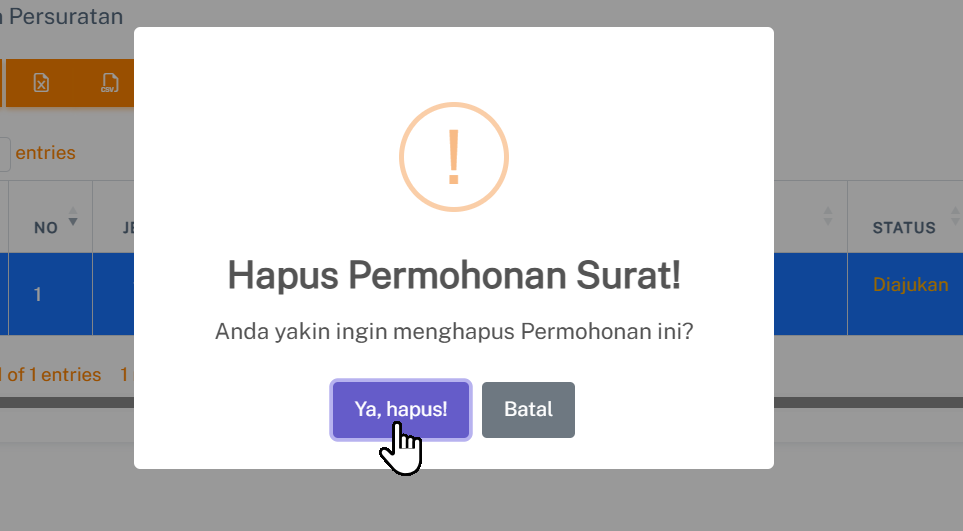 Persuratan
CSV
entries
NO
STATUS
1
Diajukan
Hapus Permohonan Surat!
Anda yakin ingin menghapus Permohonan ini?
of 1 entries 1
Ya, hapus!
Batal